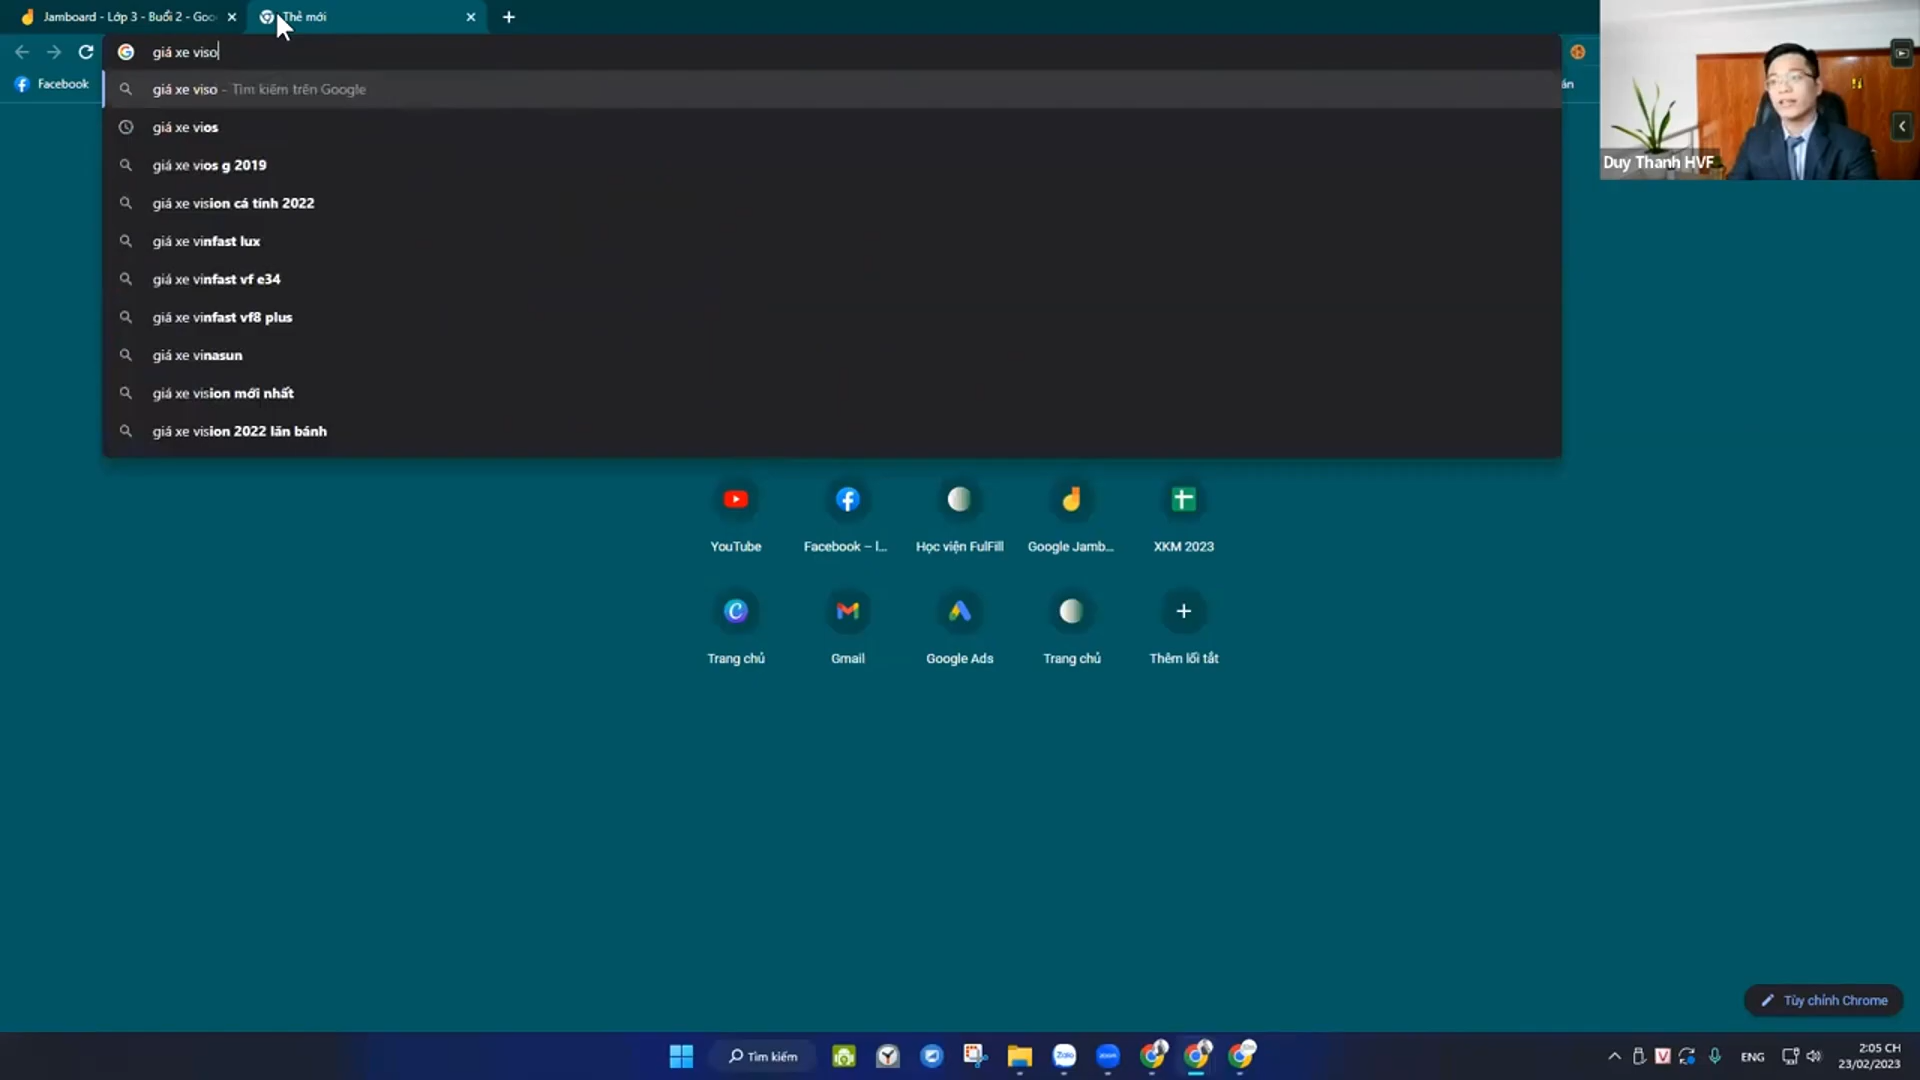 Jamboard - Lớp 3 - Buổi 2 - Goo
Thẻ mới
giá xe viso
Facebook
giá xe viso - Tìm kiếm trên Google
giá xe vios
giá xe vios g 2019
giá xe vision cá tính 2022
giá xe vinfast lux
giá xe vinfast vf e34
giá xe vinfast vf8 plus
giá xe vinasun
giá xe vision mới nhất
giá xe vision 2022 lăn bánh
Duy Thanh HVF
YouTube
Facebook – l...
Học viện FulFill
Google Jamb...
XKM 2023
Trang chủ
Gmail
Google Ads
Trang chủ
Thêm lối tắt
Tùy chỉnh Chrome
Tìm kiếm
Zalo
zoom
ENG
2:05 CH
23/02/2023